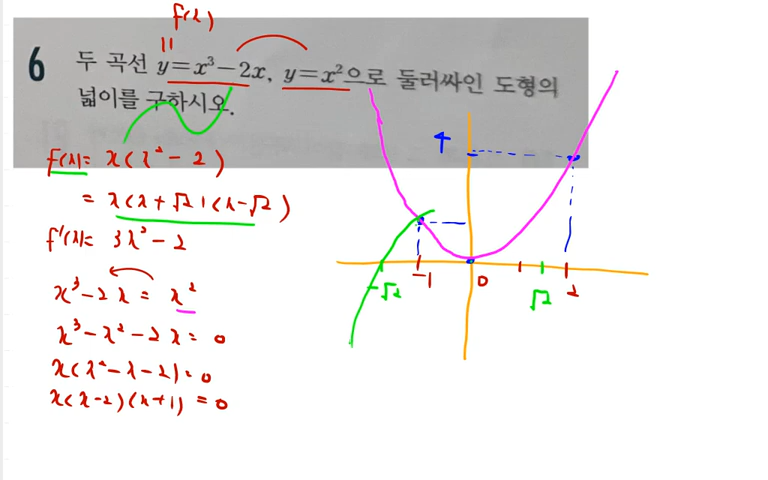 f(x)
||
6 두 곡선 y=x³-2x, y=x²으로 둘러싸인 도형의
넓이를 구하시오.
f(x)= x(x²-2)
= x(x+√2)(x-√2)
f'(x)= 3x²-2
x³-2x = x²
x³-x²-2x=0
x(x²-x-2)=0
x(x-2)(x+1)=0
4
-√2 -1 0 √2 2